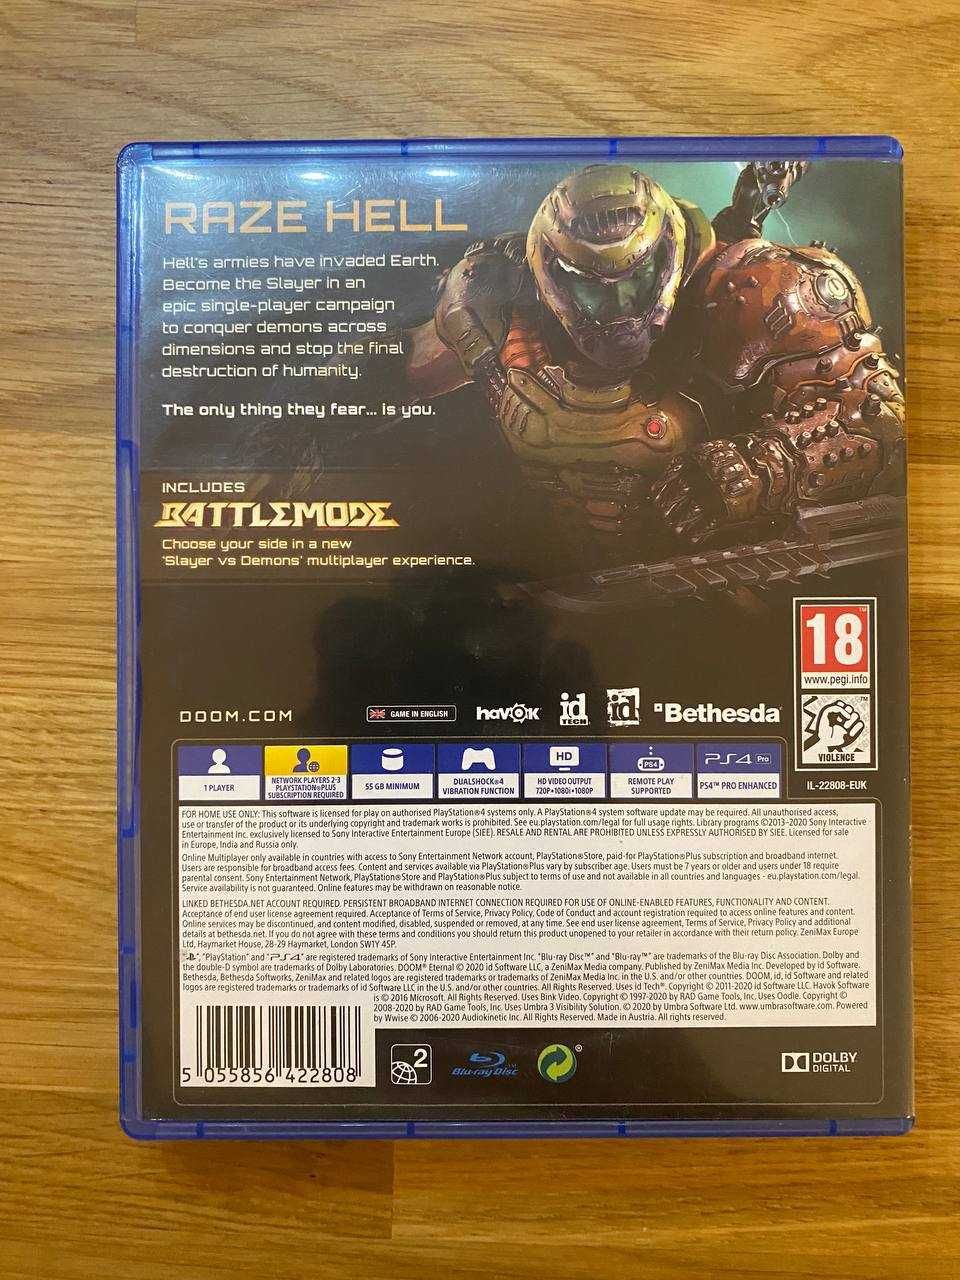 RAZE HELL
Hell's armies have invaded Earth.
Become the Slayer in an
epic single-player campaign
to conquer demons across
dimensions and stop the final
destruction of humanity.
The only thing they fear... is you.
INCLUDES
BATTLEMODE
Choose your side in a new
'Slayer vs Demons' multiplayer experience.
18
www.pegi.info
VIOLENCE
IL-22808-EUK
DOOM.COM
GAME IN ENGLISH
havok
id TECH
id
Bethesda
1 PLAYER
NETWORK PLAYERS 2-3
PLAYSTATION®PLUS
SUBSCRIPTION REQUIRED
55 GB MINIMUM
DUALSHOCK®4
VIBRATION FUNCTION
HD
HD VIDEO OUTPUT
720P•1080i•1080P
PS4
REMOTE PLAY
SUPPORTED
PS4 Pro
PS4™ PRO ENHANCED
FOR HOME USE ONLY: This software is licensed for play on authorised PlayStation®4 systems only. A PlayStation®4 system software update may be required. All unauthorised access,
use or transfer of the product or its underlying copyright and trademark works is prohibited. See eu.playstation.com/legal for full usage rights. Library programs ©2013-2020 Sony Interactive
Entertainment Inc. exclusively licensed to Sony Interactive Entertainment Europe (SIEE). RESALE AND RENTAL ARE PROHIBITED UNLESS EXPRESSLY AUTHORISED BY SIEE. Licensed for sale
in Europe, India and Russia only.
Online Multiplayer only available in countries with access to Sony Entertainment Network account, PlayStation®Store, paid-for PlayStation®Plus subscription and broadband internet.
Users are responsible for broadband access fees. Content and services available via PlayStation®Plus vary by subscriber age. Users must be 7 years or older and users under 18 require
parental consent. Sony Entertainment Network, PlayStation®Store and PlayStation®Plus subject to terms of use and not available in all countries and languages - eu.playstation.com/legal.
Service availability is not guaranteed. Online features may be withdrawn on reasonable notice.
LINKED BETHESDA.NET ACCOUNT REQUIRED. PERSISTENT BROADBAND INTERNET CONNECTION REQUIRED FOR USE OF ONLINE-ENABLED FEATURES, FUNCTIONALITY AND CONTENT.
Acceptance of end user license agreement required. Acceptance of Terms of Service, Privacy Policy, Code of Conduct and account registration required to access online features and content.
Online services may be discontinued, and content modified, disabled, suspended or removed, at any time. See end user license agreement, Terms of Service, Privacy Policy and additional
details at bethesda.net. If you do not agree with these terms and conditions you should return this product unopened to your retailer in accordance with their return policy. ZeniMax Europe
Ltd, Haymarket House, 28-29 Haymarket, London SW1Y 4SP.
"PlayStation" and "PS4" are registered trademarks of Sony Interactive Entertainment Inc. "Blu-ray Disc™" and "Blu-ray™" are trademarks of the Blu-ray Disc Association. Dolby and
the double-D symbol are trademarks of Dolby Laboratories. DOOM® Eternal © 2020 id Software LLC, a ZeniMax Media company. Published by ZeniMax Media Inc. Developed by id Software.
Bethesda, Bethesda Softworks, ZeniMax and related logos are registered trademarks or trademarks of ZeniMax Media Inc. in the U.S. and/or other countries. DOOM, id, id Software and related
logos are registered trademarks or trademarks of id Software LLC in the U.S. and/or other countries. All Rights Reserved. Uses id Tech®. Copyright © 2011-2020 id Software LLC. Havok Software
is © 2016 Microsoft. All Rights Reserved. Uses Bink Video. Copyright © 1997-2020 by RAD Game Tools, Inc. Uses Oodle. Copyright ©
2008-2020 by RAD Game Tools, Inc. Uses Umbra 3 Visibility Solution. © 2020 by Umbra Software Ltd. www.umbrasoftware.com. Powered
by Wwise © 2006-2020 Audiokinetic Inc. All Rights Reserved. Made in Austria. All rights reserved.
5 055856 422808
2
Blu-ray Disc
DOLBY
DIGITAL